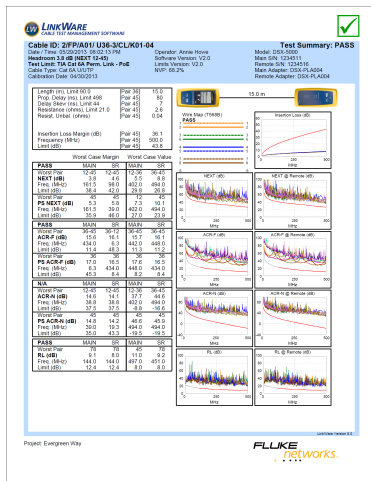 LW LINKWARE
CABLE TEST MANAGEMENT SOFTWARE
Cable ID: 2/FP/A01/ U36-3/CL/K01-04
Test Summary: PASS
Date / Time: 05/29/2013 06:02:13 PM
Headroom 3.8 dB (NEXT 12-45)
Test Limit: TIA Cat 6A Perm. Link - PoE
Cable Type: Cat 6A U/UTP
Calibration Date: 04/30/2013
Operator: Annie Howe
Software Version: V2.0
Limits Version: V2.0
NVP: 68.2%
Model: DSX-5000
Main S/N: 1234511
Remote S/N: 1234516
Main Adapter: DSX-PLA004
Remote Adapter: DSX-PLA004
Length (m), Limit 90.0 [Pair 36] 15.0
Prop. Delay (ns), Limit 498 [Pair 45] 80
Delay Skew (ns), Limit 44 [Pair 45] 7
Resistance (ohms), Limit 21.0 [Pair 45] 2.6
Resist. Unbal. (ohms) [Pair 45] 0.04
Insertion Loss Margin (dB) [Pair 36] 36.1
Frequency (MHz) [Pair 36] 500.0
Limit (dB) [Pair 36] 43.8
15.0 m
Wire Map (T568B)
PASS
Worst Case Margin Worst Case Value
PASS MAIN SR MAIN SR
Worst Pair 12-45 12-45 12-36 36-45
NEXT (dB) 3.8 4.6 5.5 8.8
Freq. (MHz) 161.5 98.0 402.0 494.0
Limit (dB) 38.4 42.0 29.6 26.8
Worst Pair 45 45 12 45
PS NEXT (dB) 5.3 5.8 7.3 10.1
Freq. (MHz) 161.5 39.0 402.0 494.0
Limit (dB) 35.9 46.0 27.0 23.9
PASS MAIN SR MAIN SR
Worst Pair 36-45 36-12 36-45 36-45
ACR-F (dB) 15.6 16.1 15.7 16.1
Freq. (MHz) 434.0 6.3 442.0 448.0
Limit (dB) 11.4 48.3 11.3 11.2
Worst Pair 36 36 36 36
PS ACR-F (dB) 17.0 16.5 17.6 16.5
Freq. (MHz) 6.3 434.0 448.0 434.0
Limit (dB) 45.3 8.4 8.2 8.4
N/A MAIN SR MAIN SR
Worst Pair 12-45 12-45 12-36 36-45
ACR-N (dB) 14.6 14.1 37.7 44.6
Freq. (MHz) 38.8 38.8 402.0 494.0
Limit (dB) 37.5 37.5 -8.6 -16.6
Worst Pair 45 45 45 45
PS ACR-N (dB) 14.8 14.2 46.6 45.9
Freq. (MHz) 39.0 19.3 494.0 494.0
Limit (dB) 35.0 43.3 -19.5 -19.5
PASS MAIN SR MAIN SR
Worst Pair 78 78 45 78
RL (dB) 9.1 8.0 11.0 9.2
Freq. (MHz) 144.0 144.0 497.0 451.0
Limit (dB) 12.4 12.4 8.0 8.0
Insertion Loss (dB)
NEXT (dB)
NEXT @ Remote (dB)
ACR-F (dB)
ACR-F @ Remote (dB)
ACR-N (dB)
ACR-N @ Remote (dB)
RL (dB)
RL @ Remote (dB)
MHz
Project: Evergreen Way
FLUKE
networks.